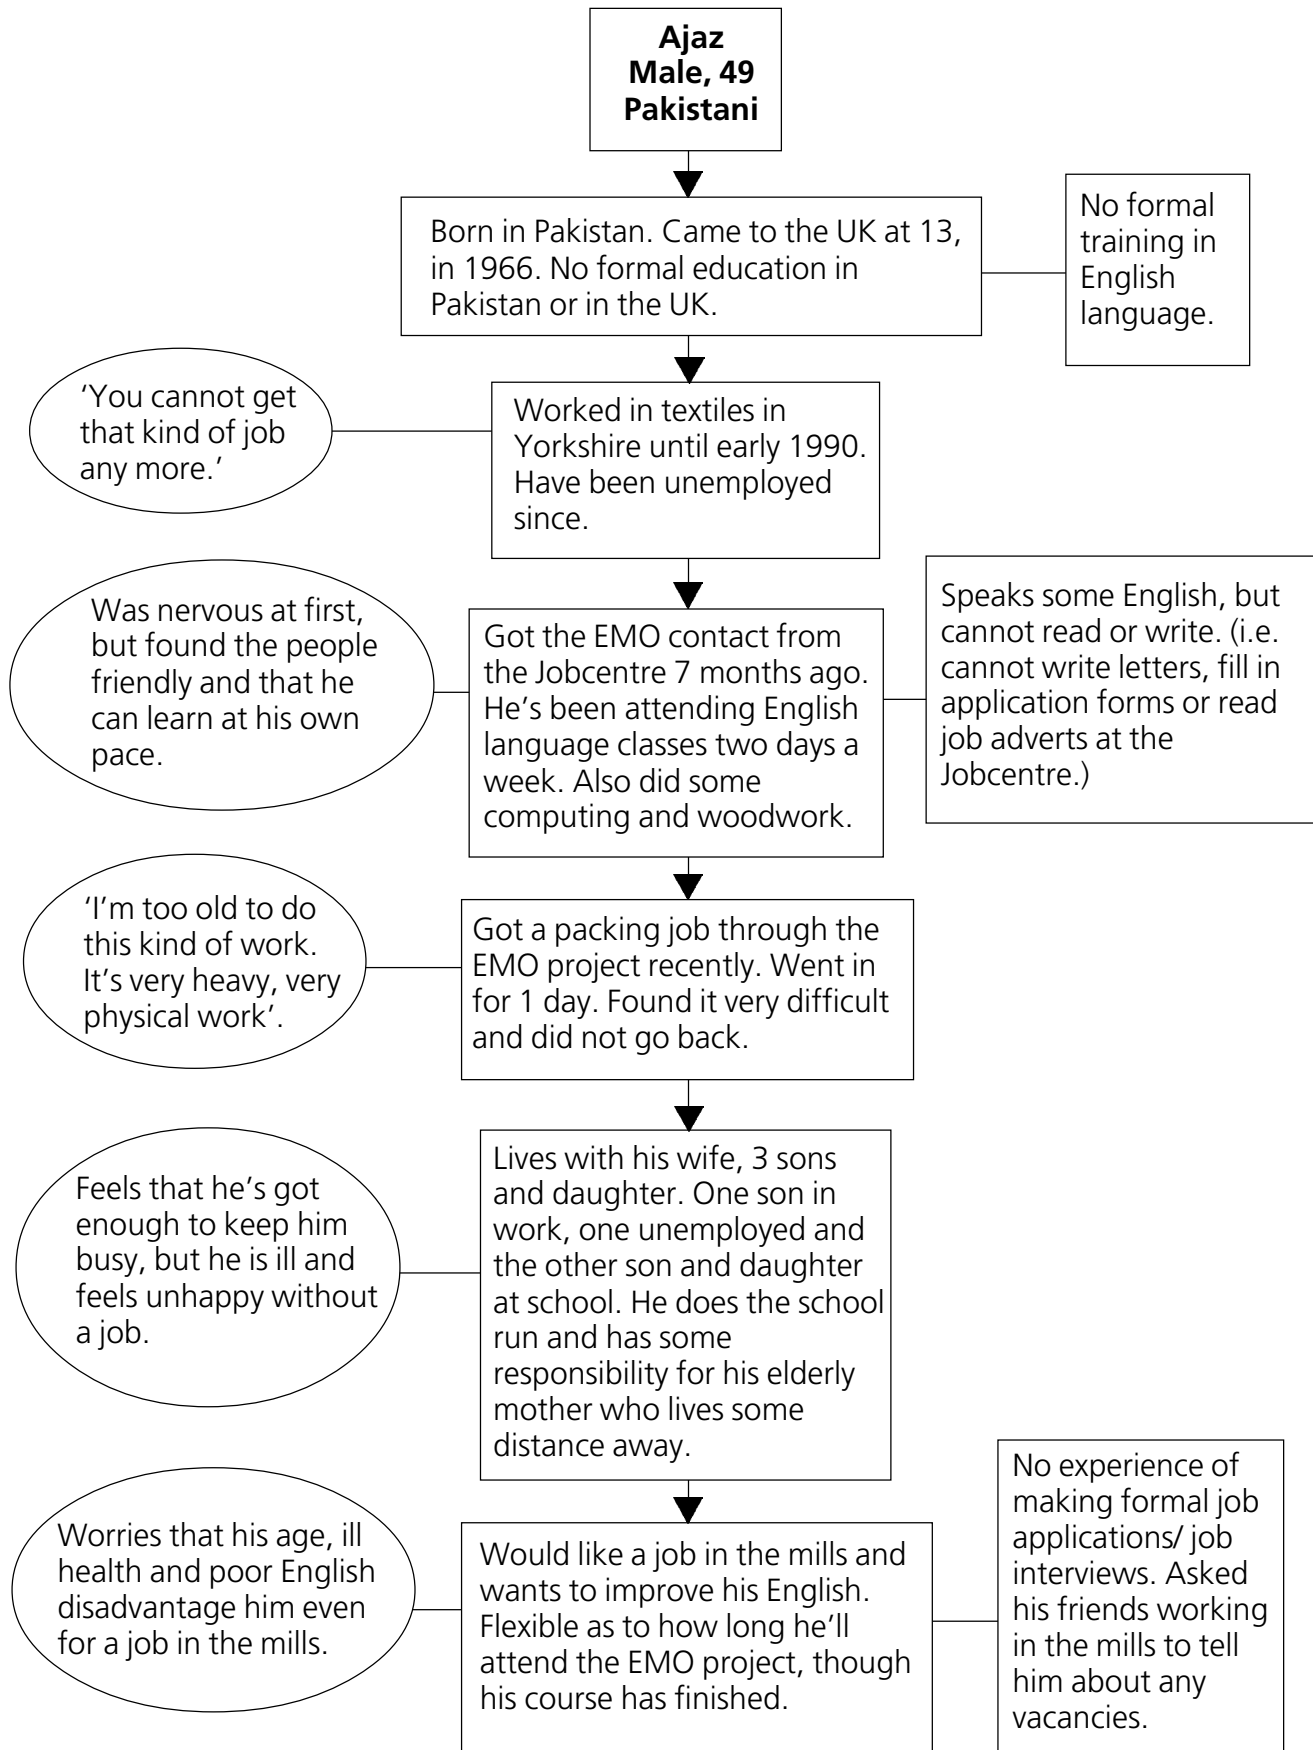 Ajaz
Male, 49
Pakistani
Born in Pakistan. Came to the UK at 13,
in 1966. No formal education in
Pakistan or in the UK.
No formal
training in
English
language.
‘You cannot get
that kind of job
any more.’
Worked in textiles in
Yorkshire until early 1990.
Have been unemployed
since.
Was nervous at first,
but found the people
friendly and that he
can learn at his own
pace.
Got the EMO contact from
the Jobcentre 7 months ago.
He’s been attending English
language classes two days a
week. Also did some
computing and woodwork.
Speaks some English, but
cannot read or write. (i.e.
cannot write letters, fill in
application forms or read
job adverts at the
Jobcentre.)
‘I’m too old to do
this kind of work.
It’s very heavy, very
physical work’.
Got a packing job through the
EMO project recently. Went in
for 1 day. Found it very difficult
and did not go back.
Feels that he’s got
enough to keep him
busy, but he is ill and
feels unhappy without
a job.
Lives with his wife, 3 sons
and daughter. One son in
work, one unemployed and
the other son and daughter
at school. He does the school
run and has some
responsibility for his elderly
mother who lives some
distance away.
Worries that his age, ill
health and poor English
disadvantage him even
for a job in the mills.
Would like a job in the mills and
wants to improve his English.
Flexible as to how long he’ll
attend the EMO project, though
his course has finished.
No experience of
making formal job
applications/ job
interviews. Asked
his friends working
in the mills to tell
him about any
vacancies.